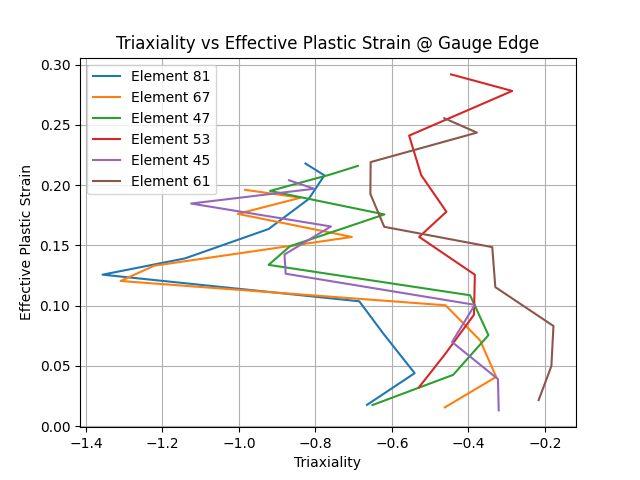 Triaxiality vs Effective Plastic Strain @ Gauge Edge
Effective Plastic Strain
0.30
0.25
0.20
0.15
0.10
0.05
0.00
Element 81
Element 67
Element 47
Element 53
Element 45
Element 61
−1.4 −1.2 −1.0 −0.8 −0.6 −0.4 −0.2
Triaxiality